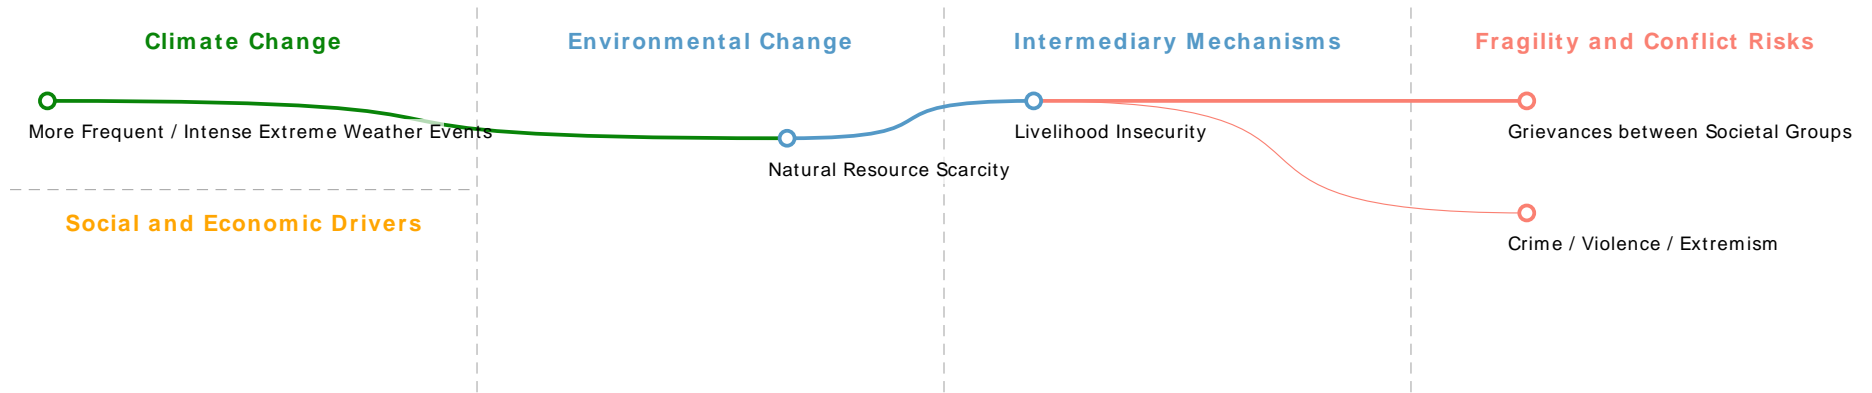 Climate Change
Environmental Change
Intermediary Mechanisms
Fragility and Conflict Risks
More Frequent / Intense Extreme Weather Events
Livelihood Insecurity
Grievances between Societal Groups
Natural Resource Scarcity
Social and Economic Drivers
Crime / Violence / Extremism